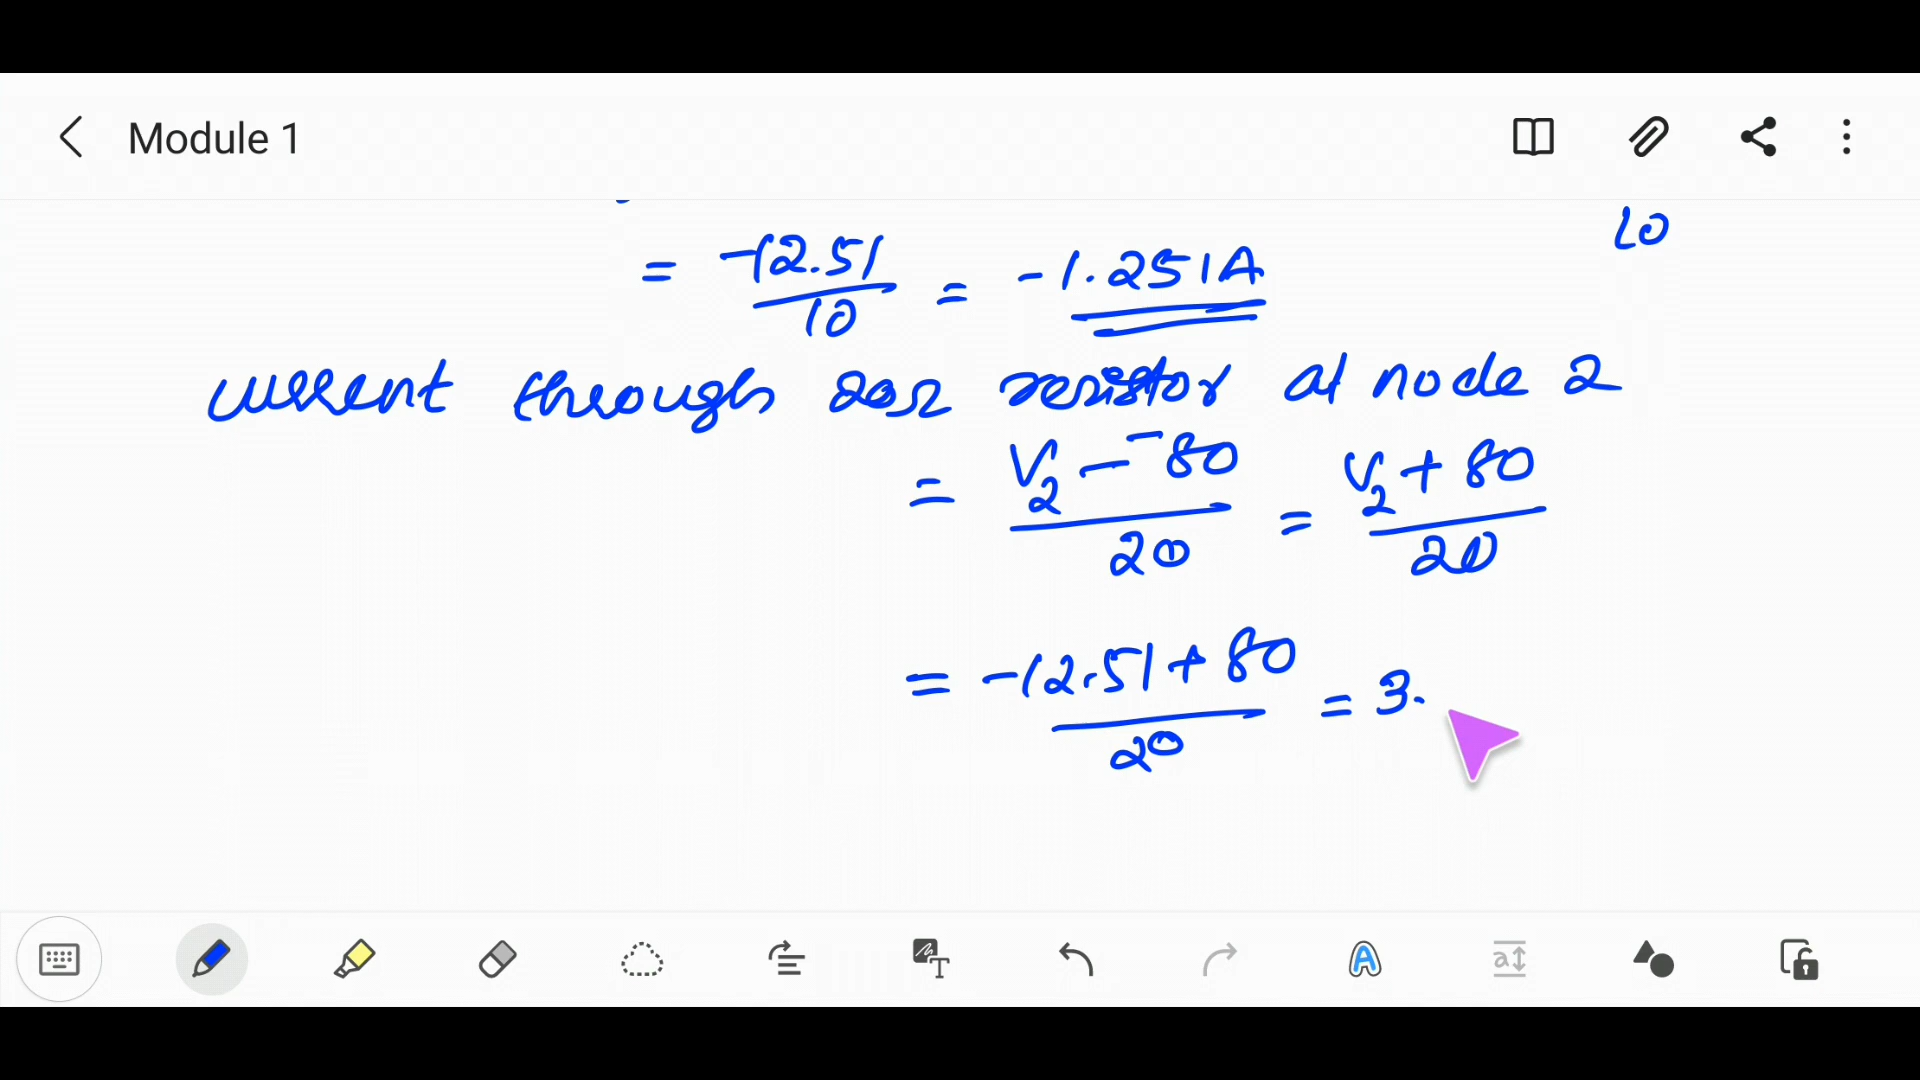 Module 1
10
= -12.51/10 = -1.251A
current through 20Ω resistor at node 2
= V2 - -80/20 = V2 + 80/20
= -12.51 + 80/20 = 3.